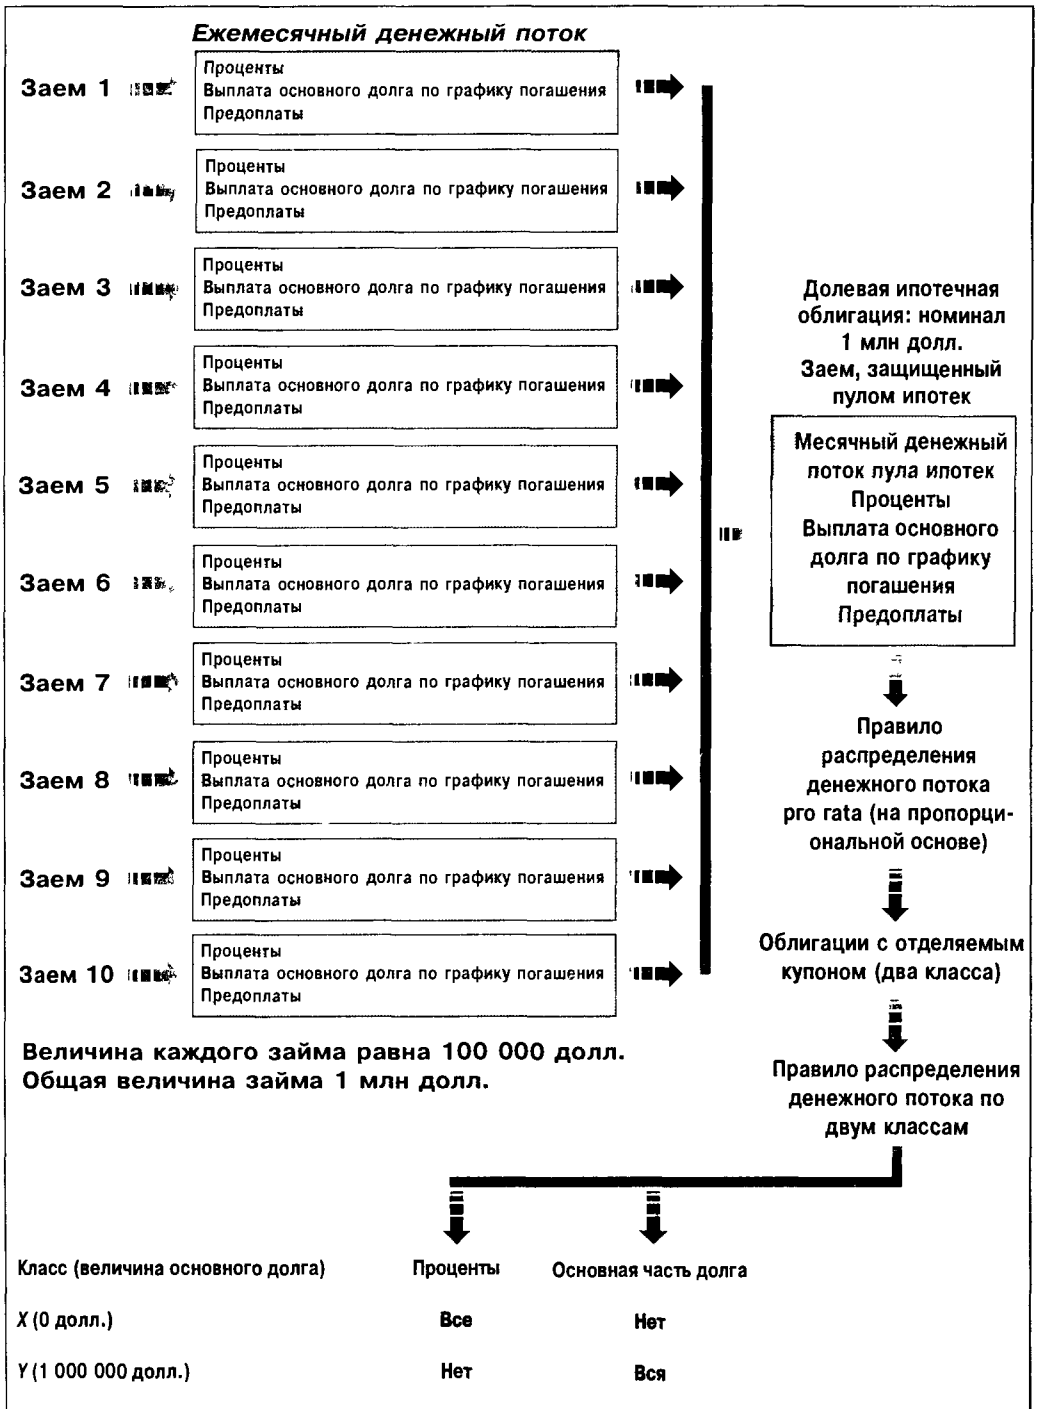 Ежемесячный денежный поток
Заем 1
Проценты
Выплата основного долга по графику погашения
Предоплаты
Заем 2
Проценты
Выплата основного долга по графику погашения
Предоплаты
Заем 3
Проценты
Выплата основного долга по графику погашения
Предоплаты
Заем 4
Проценты
Выплата основного долга по графику погашения
Предоплаты
Заем 5
Проценты
Выплата основного долга по графику погашения
Предоплаты
Заем 6
Проценты
Выплата основного долга по графику погашения
Предоплаты
Заем 7
Проценты
Выплата основного долга по графику погашения
Предоплаты
Заем 8
Проценты
Выплата основного долга по графику погашения
Предоплаты
Заем 9
Проценты
Выплата основного долга по графику погашения
Предоплаты
Заем 10
Проценты
Выплата основного долга по графику погашения
Предоплаты
Величина каждого займа равна 100 000 долл.
Общая величина займа 1 млн долл.
Долевая ипотечная
облигация: номинал
1 млн долл.
Заем, защищенный
пулом ипотек
Месячный денежный
поток пула ипотек
Проценты
Выплата основного
долга по графику
погашения
Предоплаты
Правило
распределения
денежного потока
pro rata (на пропорци-
ональной основе)
Облигации с отделяемым
купоном (два класса)
Правило распределения
денежного потока по
двум классам
Класс (величина основного долга) Проценты Основная часть долга
X (0 долл.) Все Нет
Y (1 000 000 долл.) Нет Вся